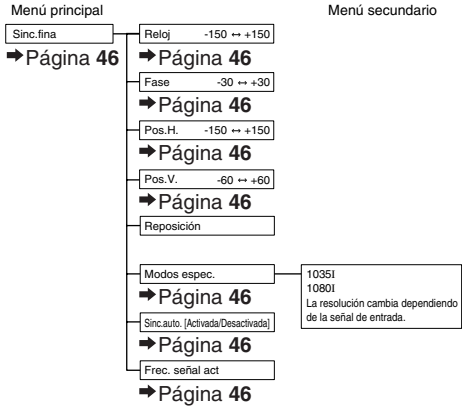 Menú principal
Menú secundario
Sinc.fina
➡Página 46
Reloj -150 ↔ +150
➡Página 46
Fase -30 ↔ +30
➡Página 46
Pos.H. -150 ↔ +150
➡Página 46
Pos.V. -60 ↔ +60
➡Página 46
Reposición
Modos espec.
➡Página 46
1035I
1080I
La resolución cambia dependiendo
de la señal de entrada.
Sinc.auto. [Activada/Desactivada]
➡Página 46
Frec. señal act
➡Página 46